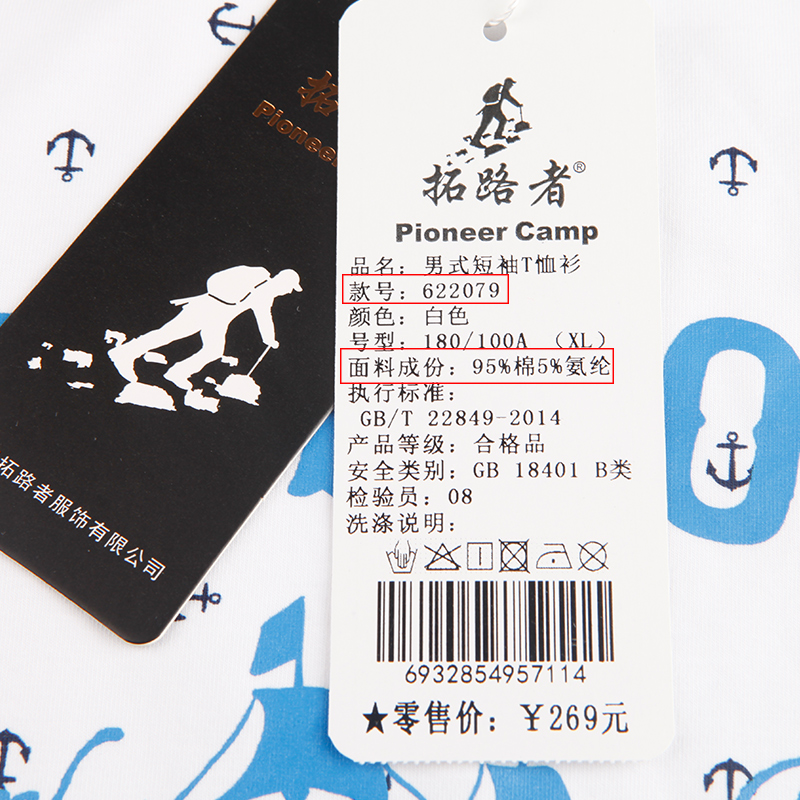 拓
Pioneer
拓路者服饰有限公司
拓路者®
Pioneer Camp
品名：男式短袖T恤衫
款号：622079
颜色：白色
号型：180/100A （XL）
面料成份：95%棉5%氨纶
执行标准：
GB/T 22849-2014
产品等级：合格品
安全类别：GB 18401 B类
检验员：08
洗涤说明：
6932854957114
★零售价：￥269元